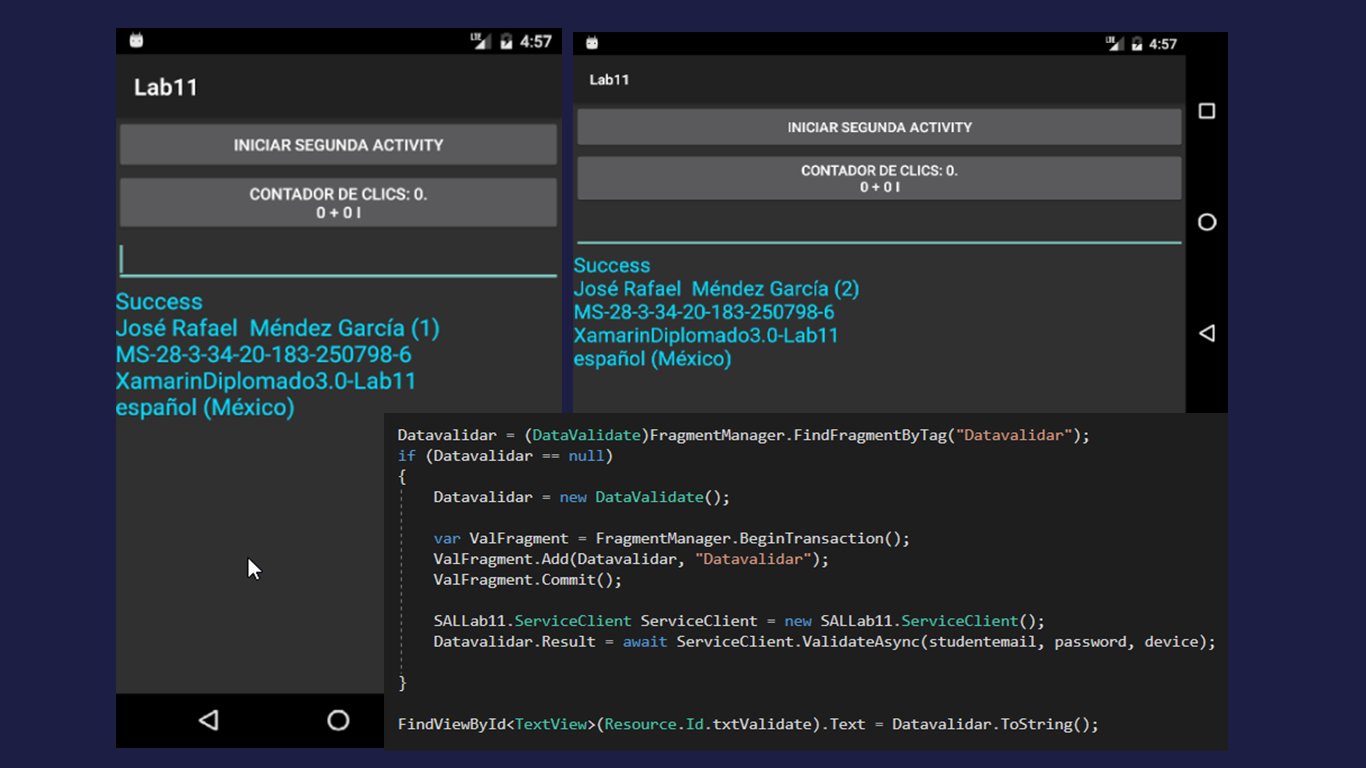 4:57
Lab11
INICIAR SEGUNDA ACTIVITY
CONTADOR DE CLICS: 0.
0 + 0 I
Success
José Rafael  Méndez García (1)
MS-28-3-34-20-183-250798-6
XamarinDiplomado3.0-Lab11
español (México)
LTE 4:57
Lab11
INICIAR SEGUNDA ACTIVITY
CONTADOR DE CLICS: 0.
0 + 0 I
Success
José Rafael  Méndez García (2)
MS-28-3-34-20-183-250798-6
XamarinDiplomado3.0-Lab11
español (México)
Datavalidar = (DataValidate)FragmentManager.FindFragmentByTag("Datavalidar");
if (Datavalidar == null)
{
    Datavalidar = new DataValidate();
    var ValFragment = FragmentManager.BeginTransaction();
    ValFragment.Add(Datavalidar, "Datavalidar");
    ValFragment.Commit();
    SALLab11.ServiceClient ServiceClient = new SALLab11.ServiceClient();
    Datavalidar.Result = await ServiceClient.ValidateAsync(studentemail, password, device);
}
FindViewById<TextView>(Resource.Id.txtValidate).Text = Datavalidar.ToString();